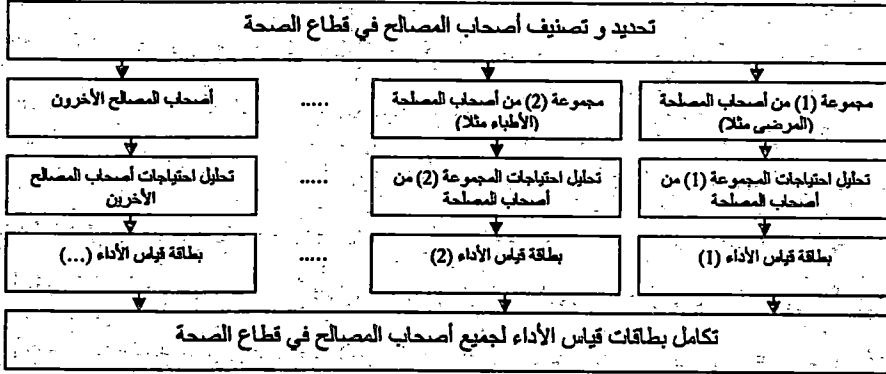 تحديد و تصنيف أصحاب المصالح في قطاع الصحة
مجموعة (1) من أصحاب المصلحة
(المرضى مثلا)
مجموعة (2) من أصحاب المصلحة
(الأطباء مثلا)
.....
أصحاب المصالح الأخرون
تحليل احتياجات المجموعة (1) من
أصحاب المصلحة
تحليل احتياجات المجموعة (2) من
أصحاب المصلحة
.....
تحليل احتياجات أصحاب المصالح
الأخرين
بطاقة قياس الأداء (1)
بطاقة قياس الأداء (2)
.....
بطاقة قياس الأداء (...)
تكامل بطاقات قياس الأداء لجميع أصحاب المصالح في قطاع الصحة